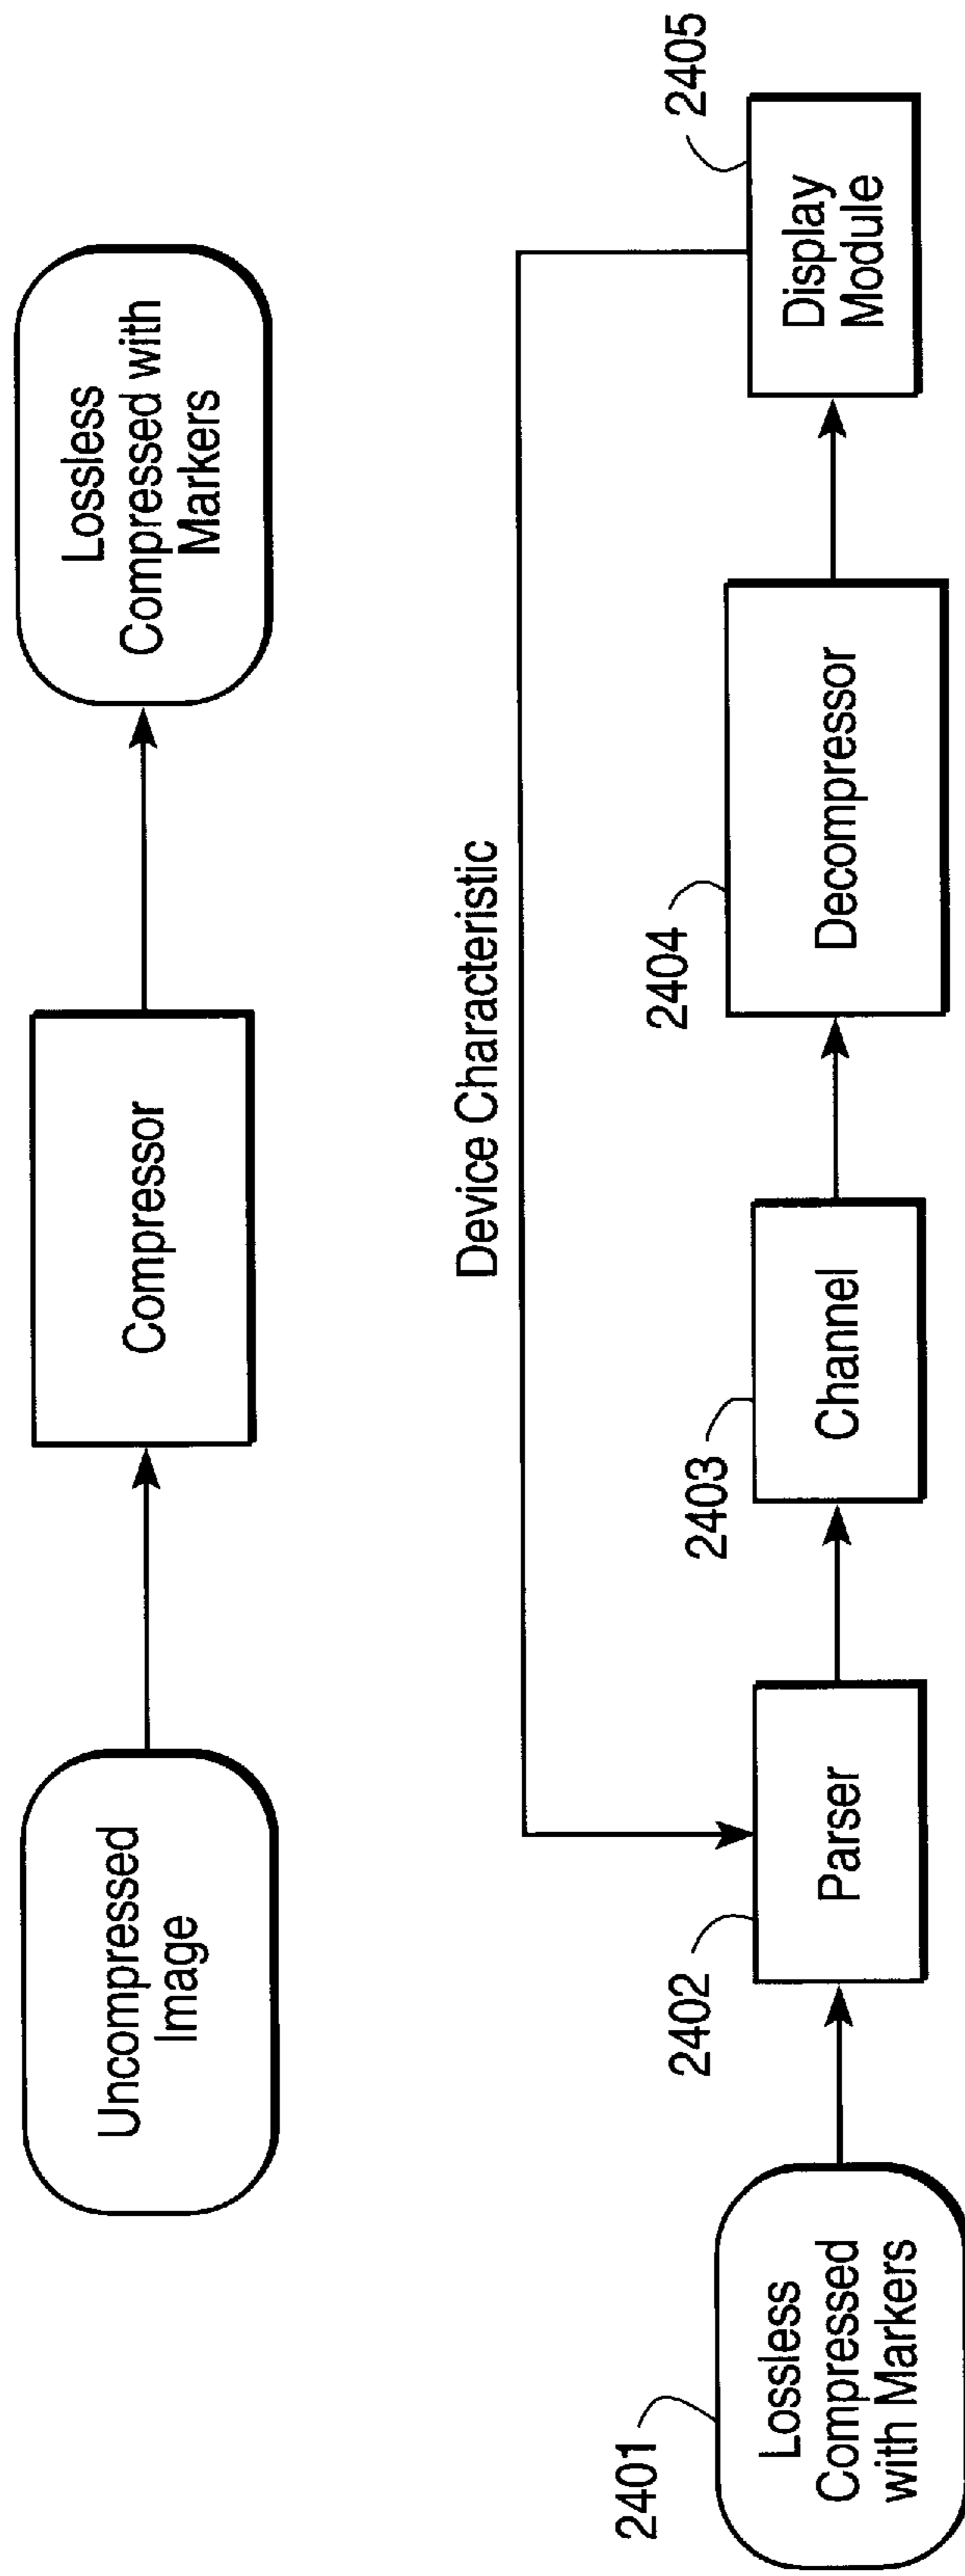 Uncompressed
Image
Compressor
Lossless
Compressed with
Markers
Device Characteristic
2401
Lossless
Compressed
with Markers
2402
Parser
2403
Channel
2404
Decompressor
2405
Display
Module